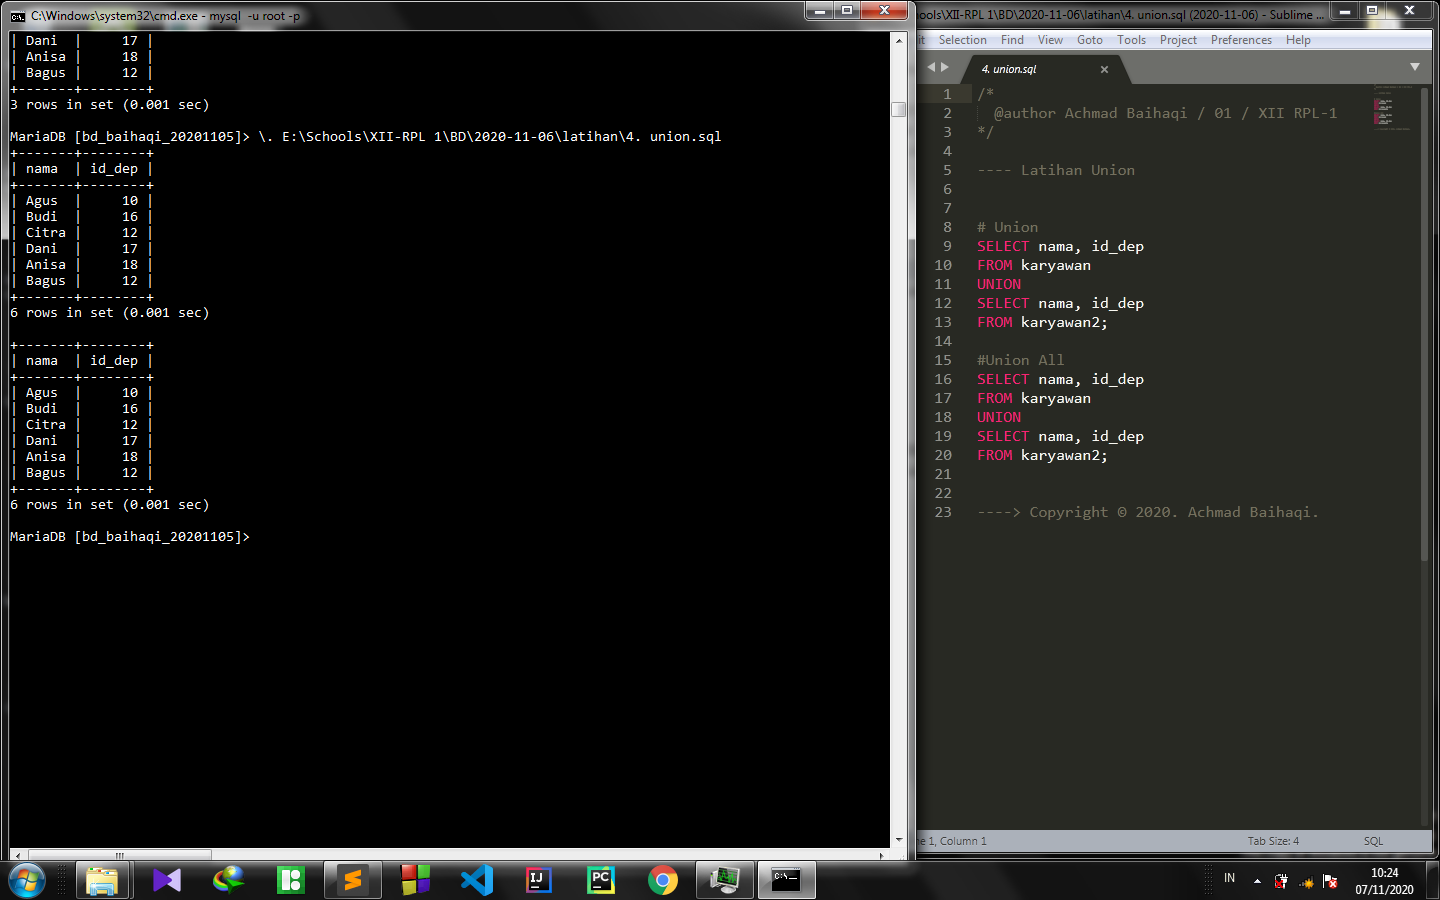 C:\Windows\system32\cmd.exe - mysql  -u root -p
| Dani  |     17 |
| Anisa |     18 |
| Bagus |     12 |
+-------+--------+
3 rows in set (0.001 sec)
MariaDB [bd_baihaqi_20201105]> \. E:\Schools\XII-RPL 1\BD\2020-11-06\latihan\4. union.sql
+-------+--------+
| nama  | id_dep |
+-------+--------+
| Agus  |     10 |
| Budi  |     16 |
| Citra |     12 |
| Dani  |     17 |
| Anisa |     18 |
| Bagus |     12 |
+-------+--------+
6 rows in set (0.001 sec)
+-------+--------+
| nama  | id_dep |
+-------+--------+
| Agus  |     10 |
| Budi  |     16 |
| Citra |     12 |
| Dani  |     17 |
| Anisa |     18 |
| Bagus |     12 |
+-------+--------+
6 rows in set (0.001 sec)
MariaDB [bd_baihaqi_20201105]>
ools\XII-RPL 1\BD\2020-11-06\latihan\4. union.sql (2020-11-06) - Sublime ...
it Selection Find View Goto Tools Project Preferences Help
4. union.sql
1 /*
2   @author Achmad Baihaqi / 01 / XII RPL-1
3 */
4
5 ---- Latihan Union
6
7
8 # Union
9 SELECT nama, id_dep
10 FROM karyawan
11 UNION
12 SELECT nama, id_dep
13 FROM karyawan2;
14
15 #Union All
16 SELECT nama, id_dep
17 FROM karyawan
18 UNION
19 SELECT nama, id_dep
20 FROM karyawan2;
21
22
23 ----> Copyright © 2020. Achmad Baihaqi.
e 1, Column 1 Tab Size: 4 SQL
IJ PC C:\_ IN 10:24
07/11/2020